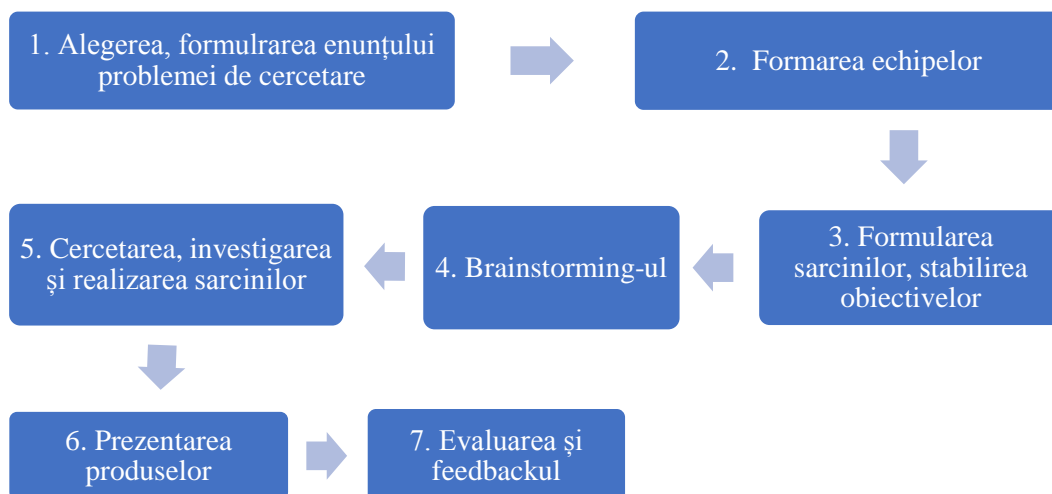 1. Alegerea, formulrarea enunțului
problemei de cercetare
2. Formarea echipelor
3. Formularea
sarcinilor, stabilirea
obiectivelor
4. Brainstorming-ul
5. Cercetarea, investigarea
și realizarea sarcinilor
6. Prezentarea
produselor
7. Evaluarea și
feedbackul